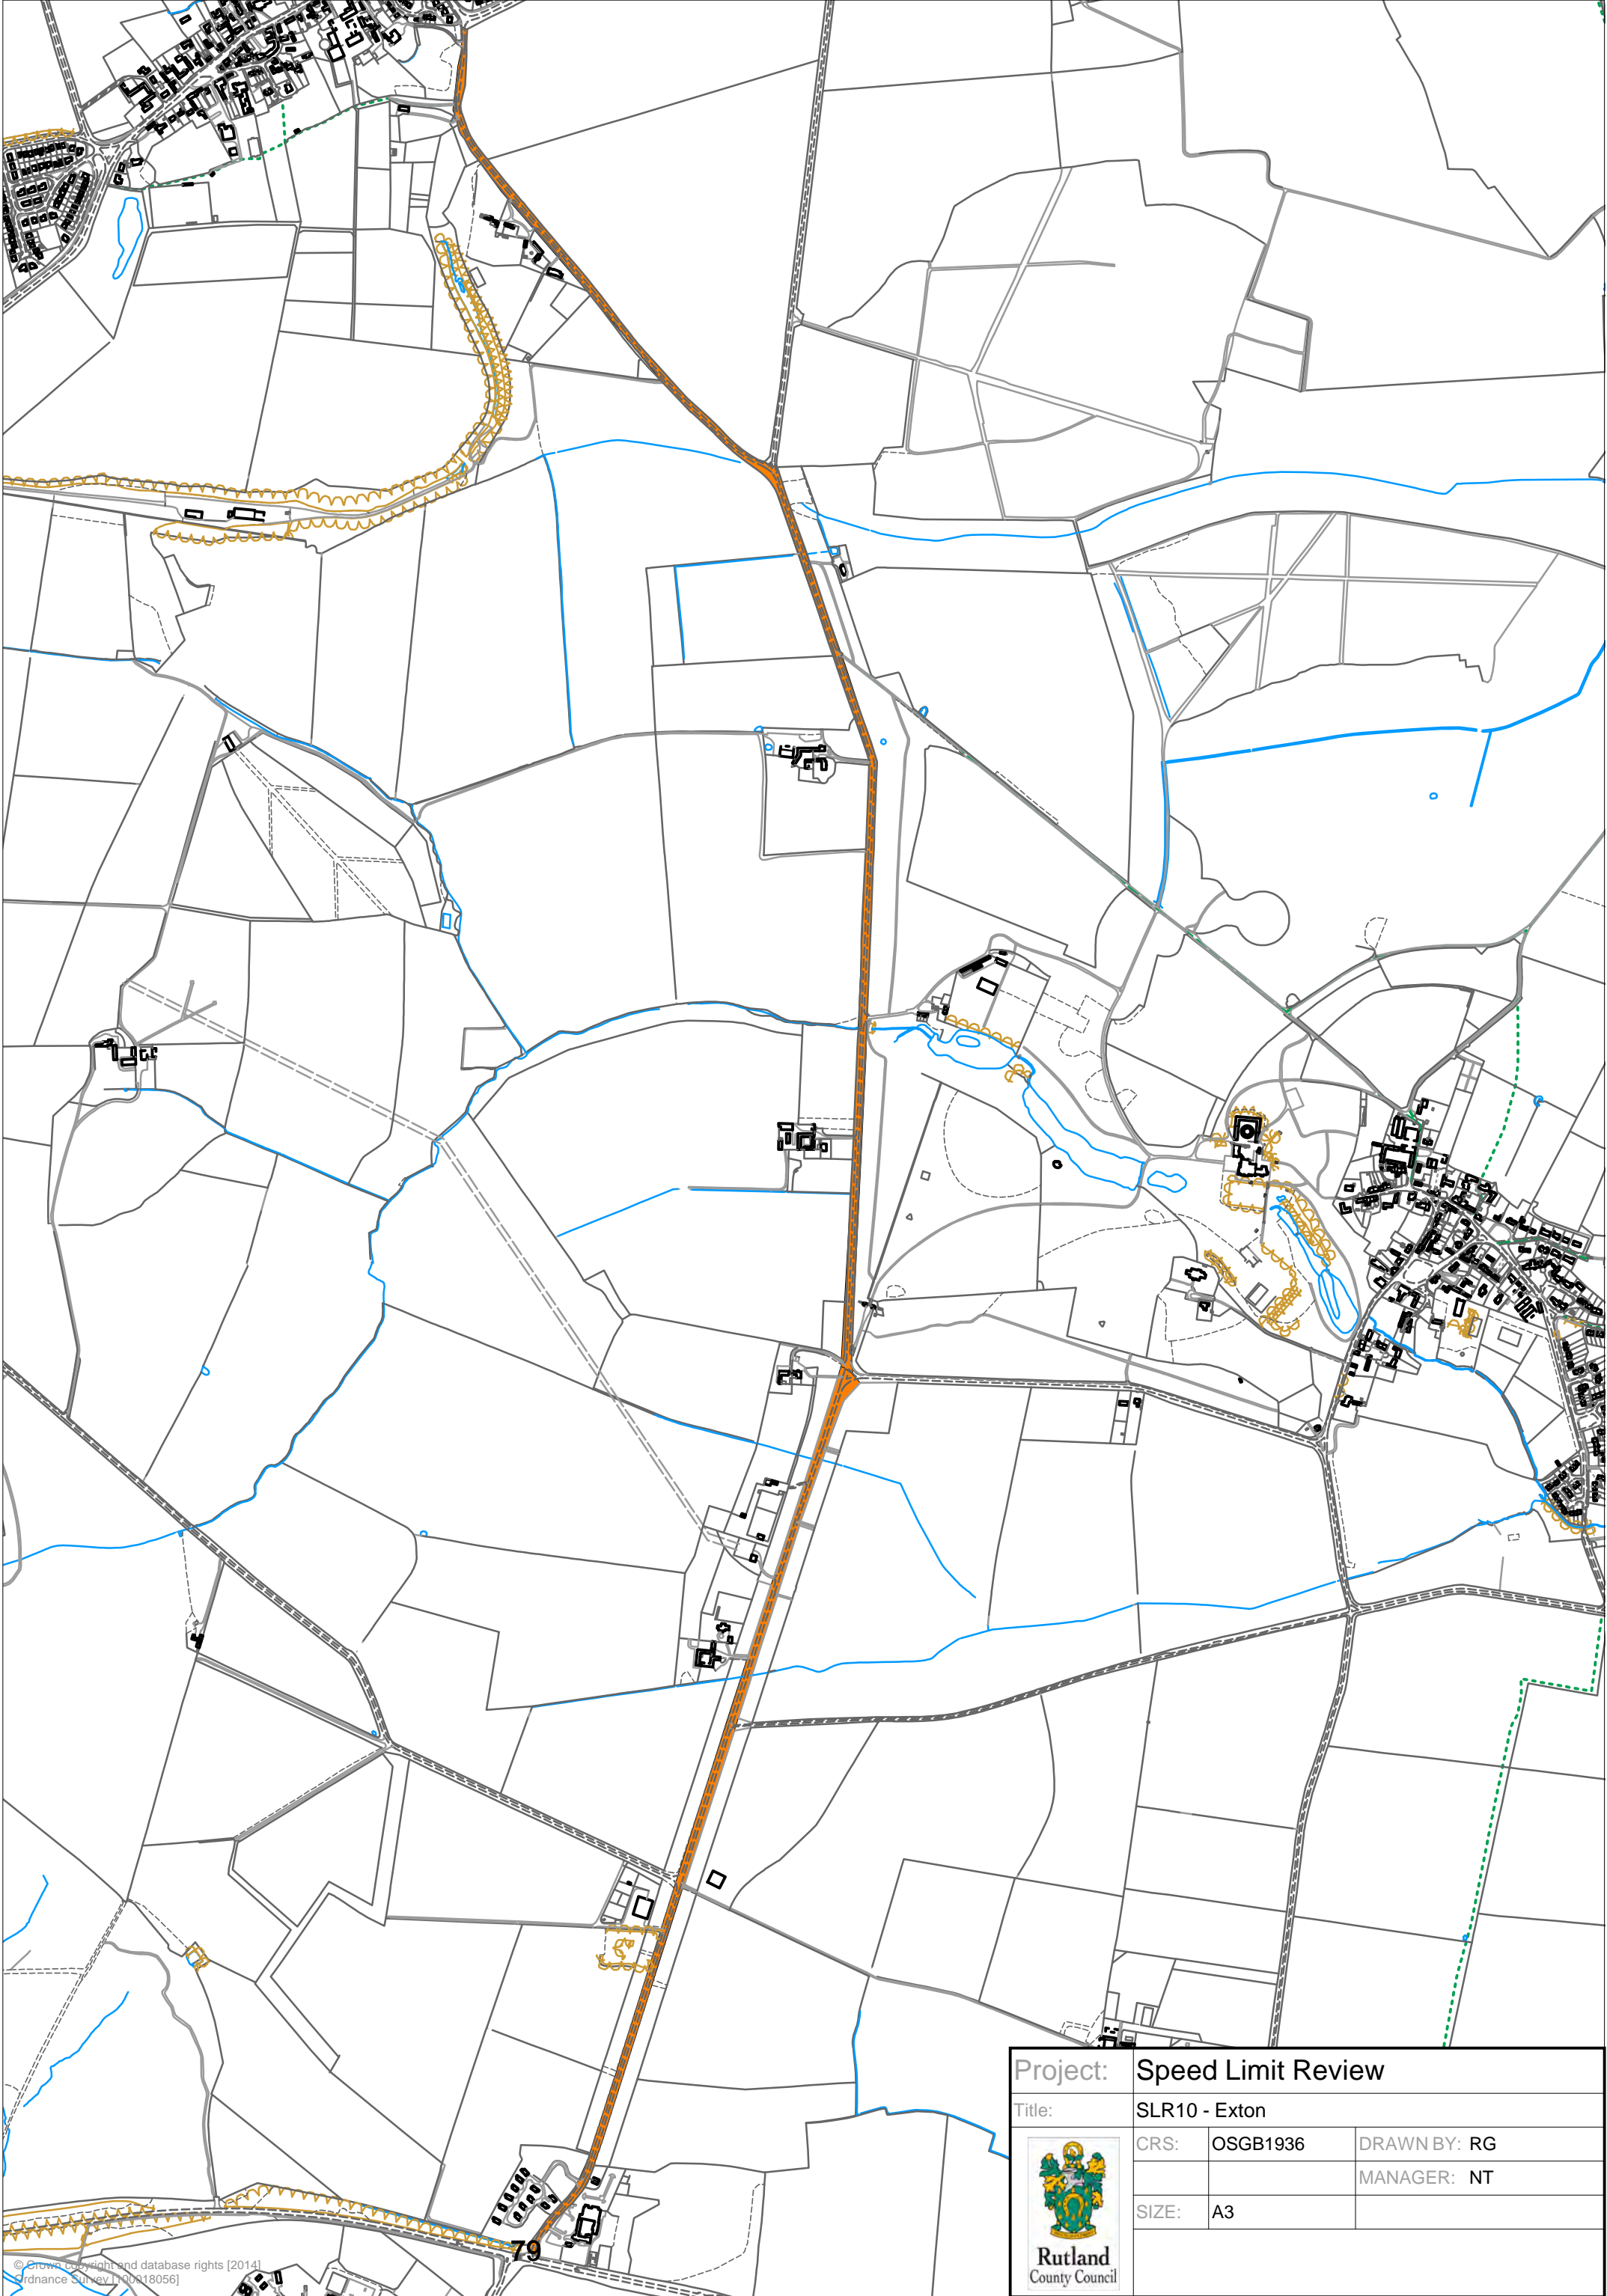 Project: Speed Limit Review
Title: SLR10 - Exton
CRS: OSGB1936 DRAWN BY: RG
MANAGER: NT
SIZE: A3
Rutland
County Council
79
© Crown copyright and database rights [2014]
Ordnance Survey [100018056]